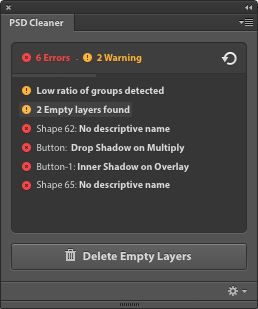 PSD Cleaner
6 Errors - 2 Warning
Low ratio of groups detected
2 Empty layers found
Shape 62: No descriptive name
Button: Drop Shadow on Multiply
Button-1: Inner Shadow on Overlay
Shape 65: No descriptive name
Delete Empty Layers